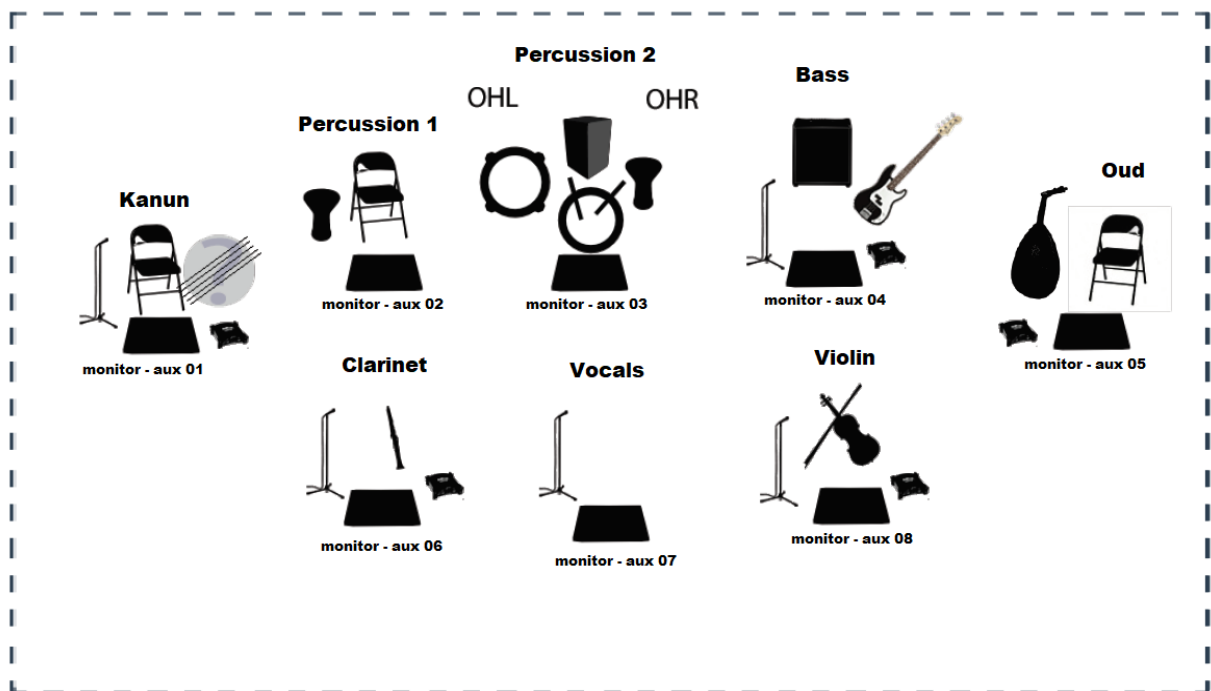 Percussion 2
Bass
OHL
OHR
Percussion 1
Oud
Kanun
monitor - aux 02
monitor - aux 03
monitor - aux 04
monitor - aux 01
monitor - aux 05
Clarinet
Vocals
Violin
monitor - aux 06
monitor - aux 07
monitor - aux 08